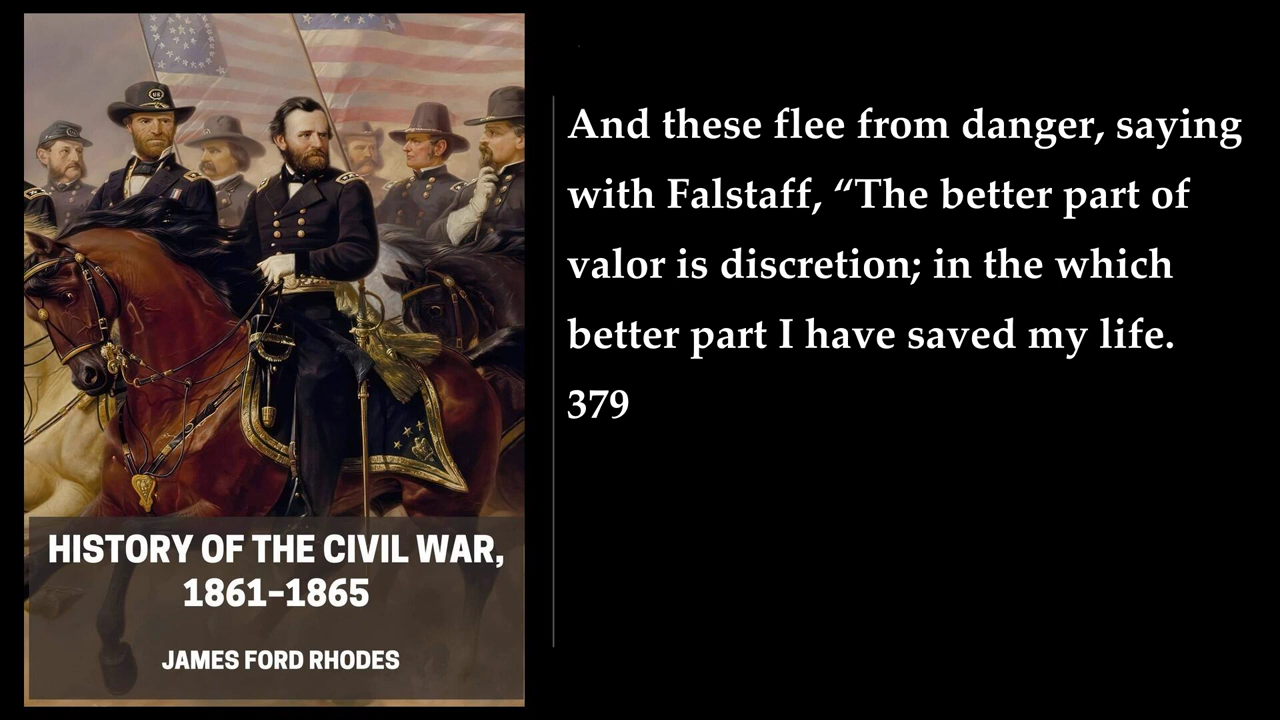 And these flee from danger, saying
with Falstaff, “The better part of
valor is discretion; in the which
better part I have saved my life.
379
HISTORY OF THE CIVIL WAR,
1861–1865
JAMES FORD RHODES